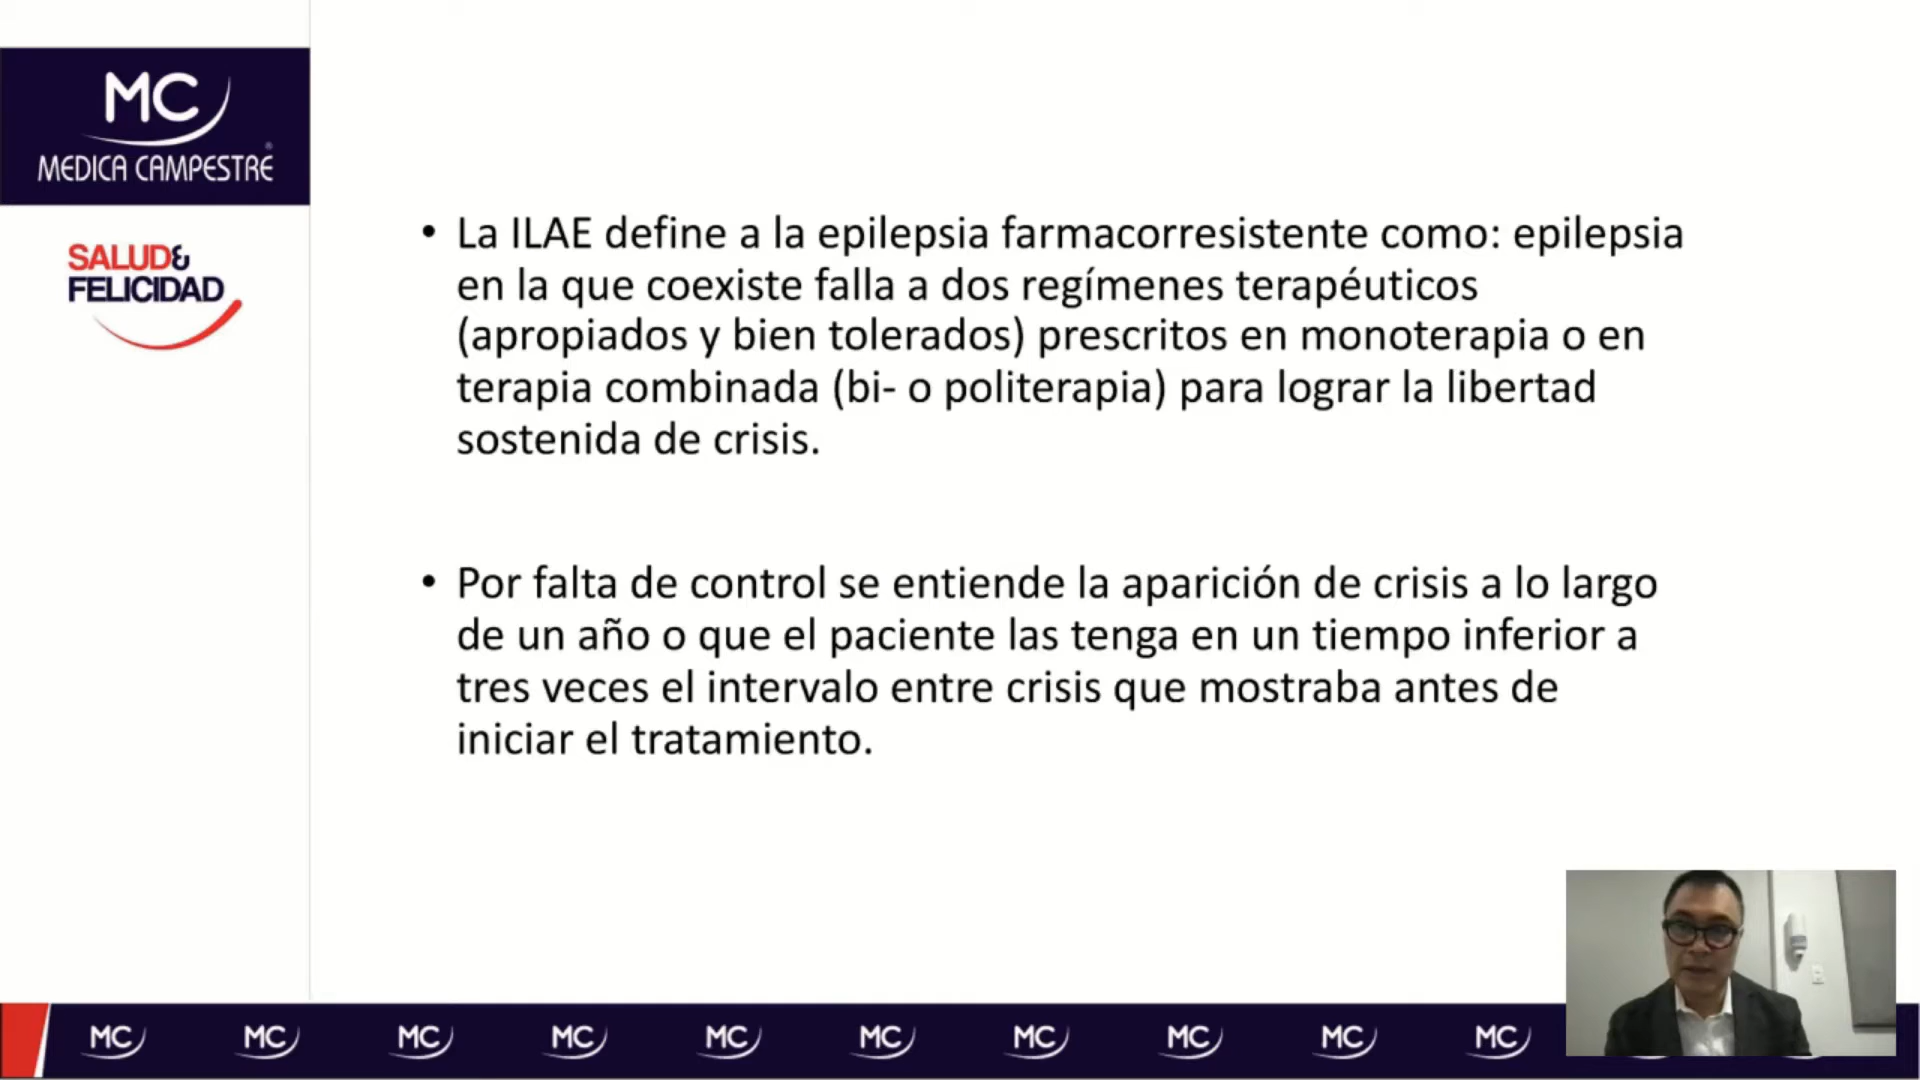 MC
MEDICA CAMPESTRE®
SALUD&
FELICIDAD
• La ILAE define a la epilepsia farmacorresistente como: epilepsia
en la que coexiste falla a dos regímenes terapéuticos
(apropiados y bien tolerados) prescritos en monoterapia o en
terapia combinada (bi- o politerapia) para lograr la libertad
sostenida de crisis.
• Por falta de control se entiende la aparición de crisis a lo largo
de un año o que el paciente las tenga en un tiempo inferior a
tres veces el intervalo entre crisis que mostraba antes de
iniciar el tratamiento.
MC MC MC MC MC MC MC MC MC MC